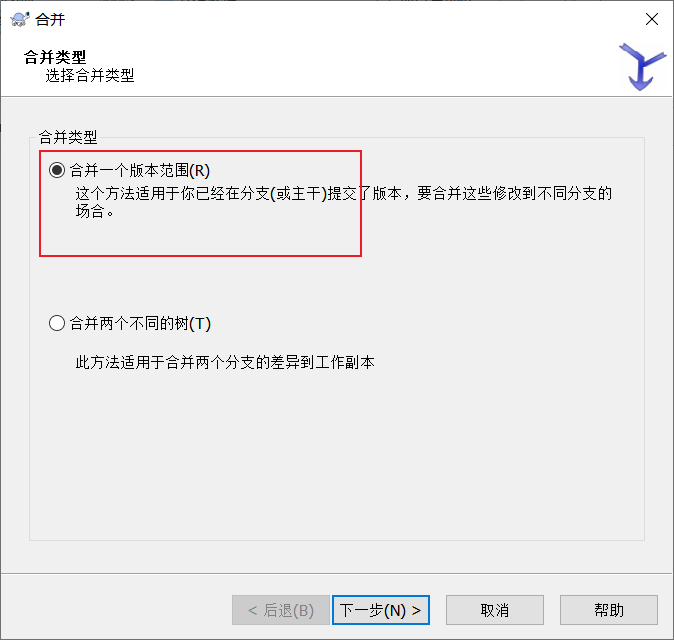 合并
合并类型
选择合并类型
合并类型
合并一个版本范围(R)
这个方法适用于你已经在分支(或主干)提交了版本，要合并这些修改到不同分支的
场合。
合并两个不同的树(T)
此方法适用于合并两个分支的差异到工作副本
< 后退(B) 下一步(N) > 取消 帮助